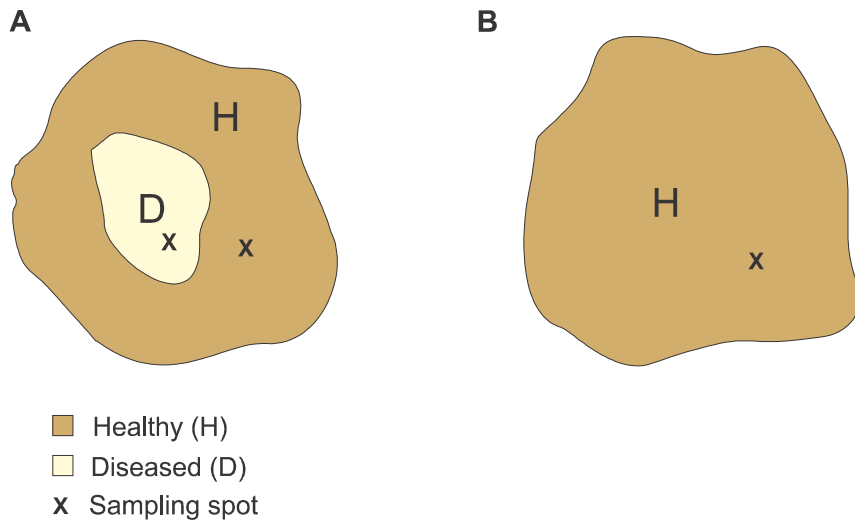 A
B
H
D
x
x
H
x
Healthy (H)
Diseased (D)
x Sampling spot